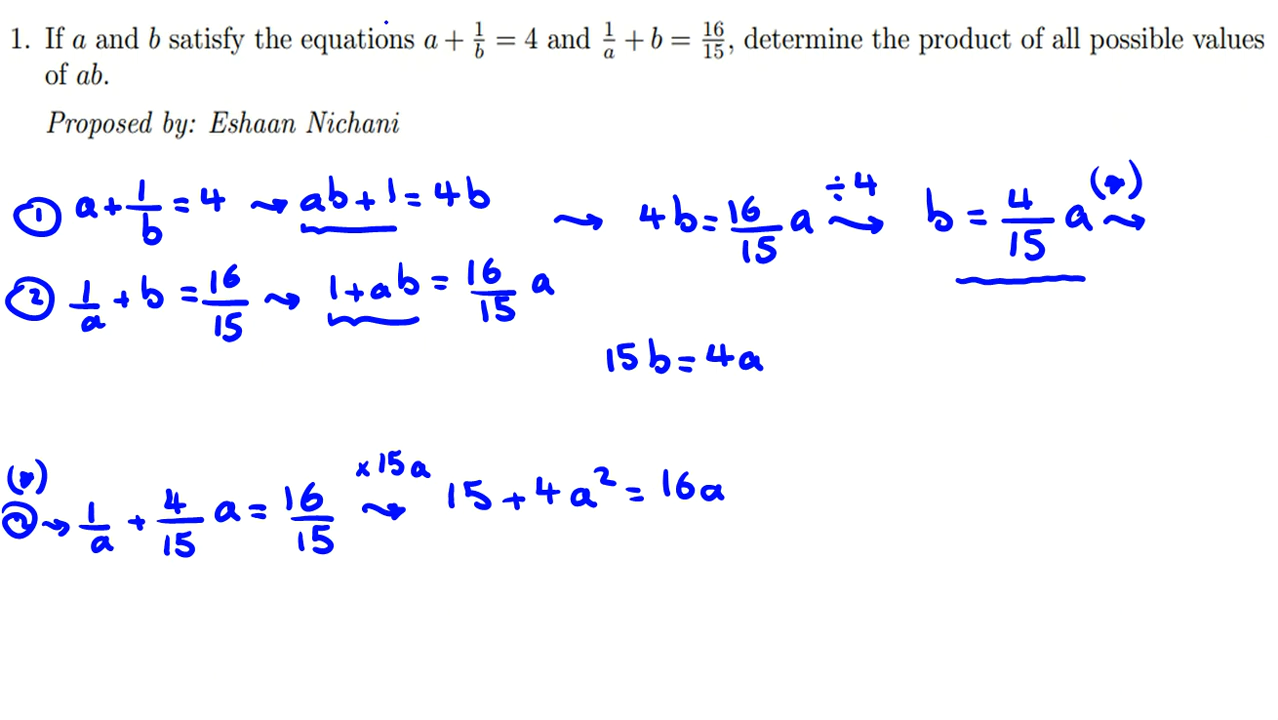 1. If a and b satisfy the equations a + 1/b = 4 and 1/a + b = 16/15, determine the product of all possible values
of ab.
Proposed by: Eshaan Nichani
① a + 1/b = 4 ⇝ ab + 1 = 4b
② 1/a + b = 16/15 ⇝ 1 + ab = 16/15 a
⇝ 4b = 16/15 a ÷4 ⇝ b = 4/15 a (*) ⇝
15b = 4a
(*)
② → 1/a + 4/15 a = 16/15 ×15a ⇝ 15 + 4a² = 16a